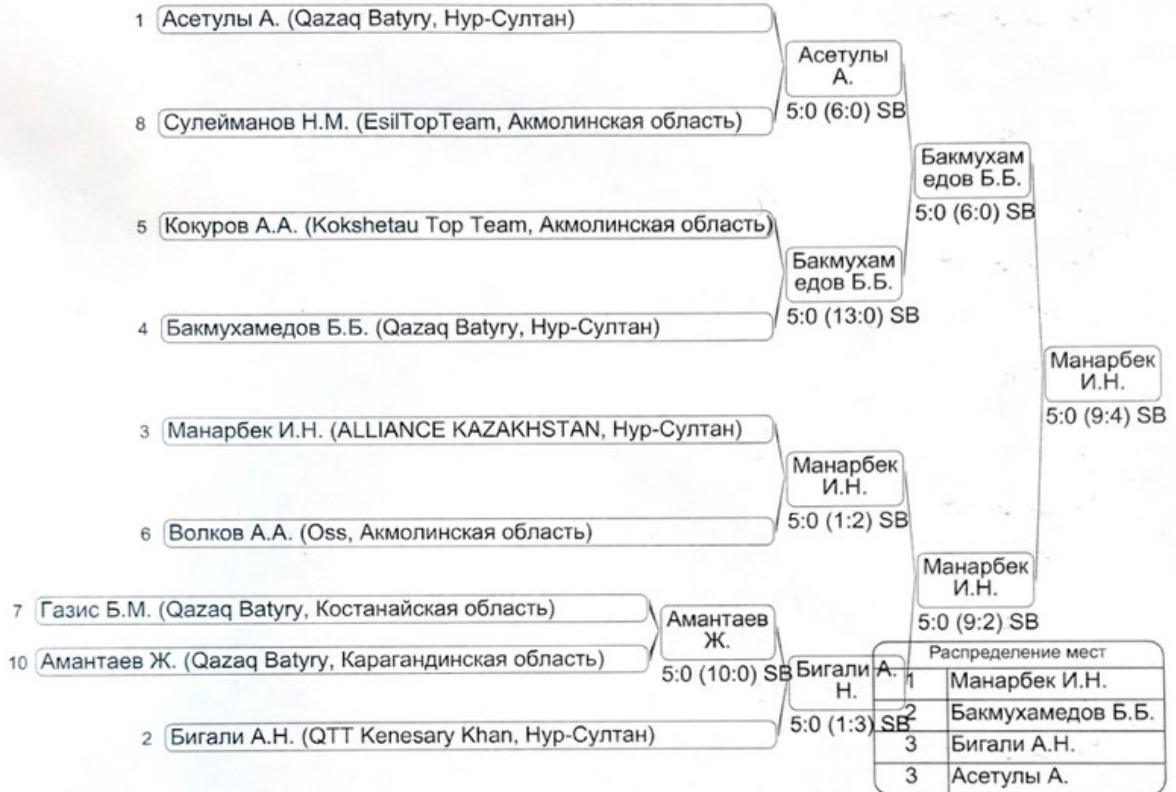 1 Асетулы А. (Qazaq Batyry, Нур-Султан)
Асетулы
А.
5:0 (6:0) SB
8 Сулейманов Н.М. (EsilTopTeam, Акмолинская область)
Бакмухам
едов Б.Б.
5:0 (6:0) SB
5 Кокуров А.А. (Kokshetau Top Team, Акмолинская область)
Бакмухам
едов Б.Б.
5:0 (13:0) SB
4 Бакмухамедов Б.Б. (Qazaq Batyry, Нур-Султан)
Манарбек
И.Н.
5:0 (9:4) SB
3 Манарбек И.Н. (ALLIANCE KAZAKHSTAN, Нур-Султан)
Манарбек
И.Н.
5:0 (1:2) SB
6 Волков А.А. (Oss, Акмолинская область)
Манарбек
И.Н.
5:0 (9:2) SB
7 Газис Б.М. (Qazaq Batyry, Костанайская область)
Амантаев
Ж.
5:0 (10:0) SB
10 Амантаев Ж. (Qazaq Batyry, Карагандинская область)
Бигали А.
Н.
5:0 (1:3) SB
2 Бигали А.Н. (QTT Kenesary Khan, Нур-Султан)
Распределение мест
1 Манарбек И.Н.
2 Бакмухамедов Б.Б.
3 Бигали А.Н.
3 Асетулы А.